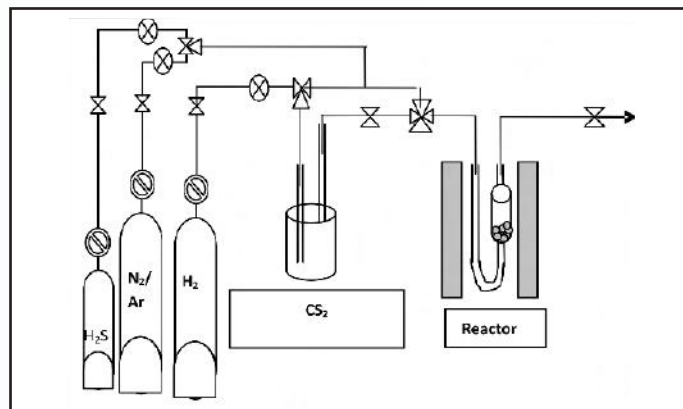 H₂S
N₂/
Ar
H₂
CS₂
Reactor